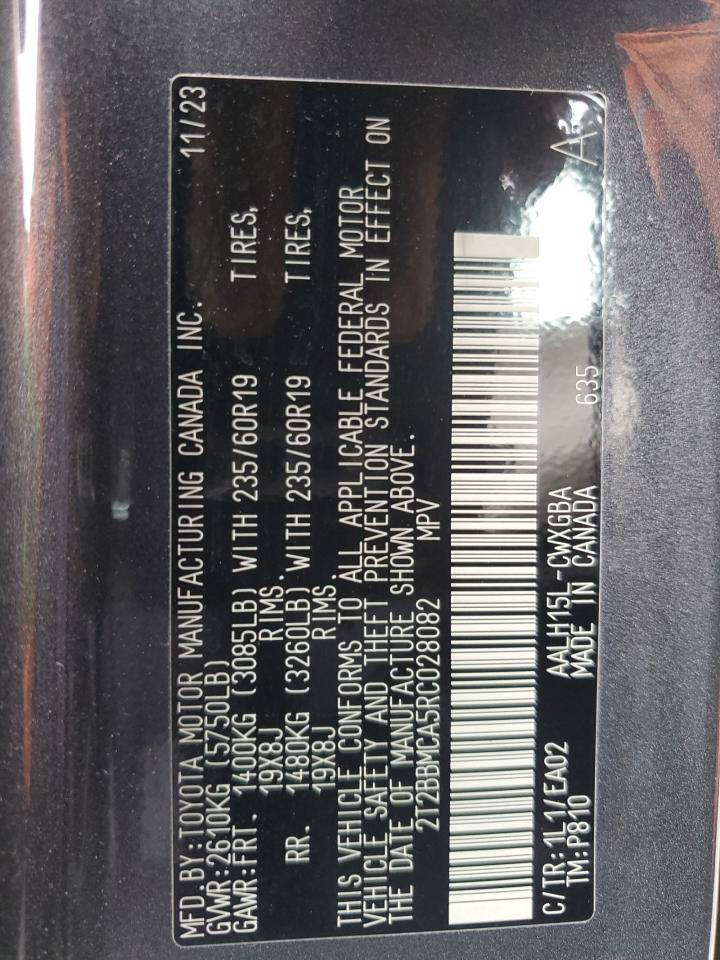 MFD.BY:TOYOTA MOTOR MANUFACTURING CANADA INC. 11/23
GVWR:2610KG (5750LB)
GAWR:FRT. 1400KG (3085LB) WITH 235/60R19 TIRES,
19X8J RIMS.
RR. 1480KG (3260LB) WITH 235/60R19 TIRES,
19X8J RIMS.
THIS VEHICLE CONFORMS TO ALL APPLICABLE FEDERAL MOTOR
VEHICLE SAFETY AND THEFT PREVENTION STANDARDS IN EFFECT ON
THE DATE OF MANUFACTURE SHOWN ABOVE.
2T2BBMCA5RC028082 MPV
C/TR:1L1/EA02 AALH15L-CWXGBA
TM:P810 MADE IN CANADA 635